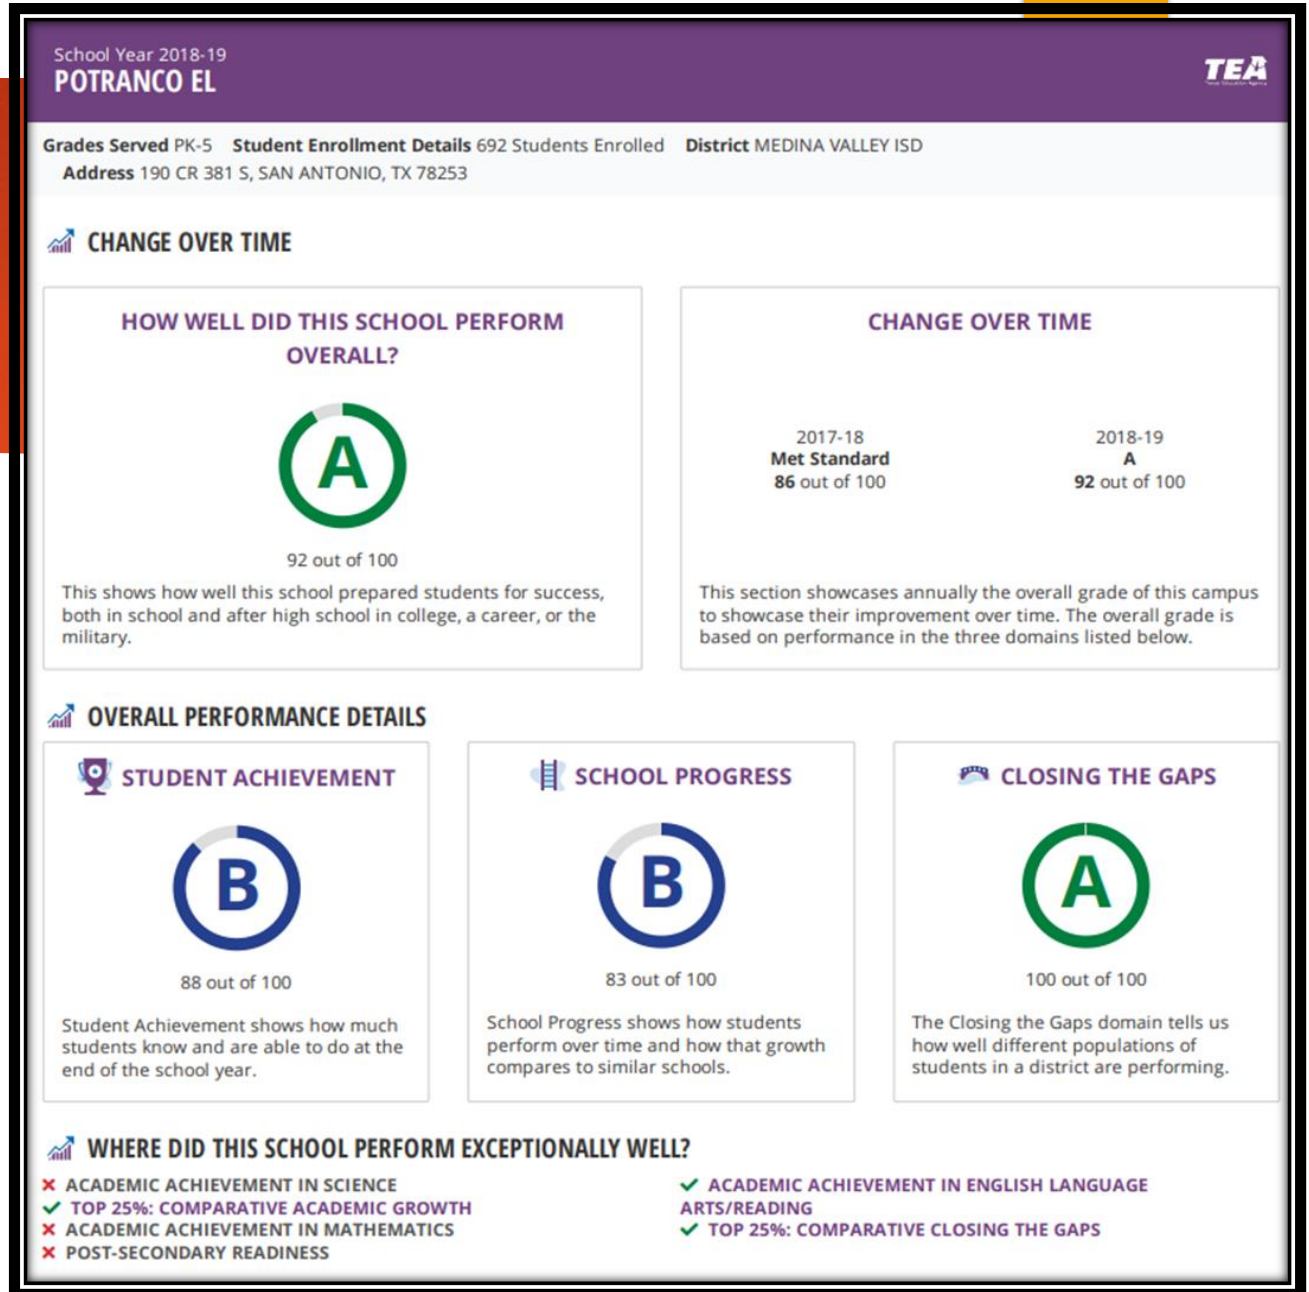 School Year 2018-19
POTRANCO EL
TEA
Texas Education Agency
Grades Served PK-5 Student Enrollment Details 692 Students Enrolled District MEDINA VALLEY ISD
Address 190 CR 381 S, SAN ANTONIO, TX 78253
CHANGE OVER TIME
HOW WELL DID THIS SCHOOL PERFORM
OVERALL?
A
92 out of 100
This shows how well this school prepared students for success,
both in school and after high school in college, a career, or the
military.
CHANGE OVER TIME
2017-18
Met Standard
86 out of 100
2018-19
A
92 out of 100
This section showcases annually the overall grade of this campus
to showcase their improvement over time. The overall grade is
based on performance in the three domains listed below.
OVERALL PERFORMANCE DETAILS
STUDENT ACHIEVEMENT
B
88 out of 100
Student Achievement shows how much
students know and are able to do at the
end of the school year.
SCHOOL PROGRESS
B
83 out of 100
School Progress shows how students
perform over time and how that growth
compares to similar schools.
CLOSING THE GAPS
A
100 out of 100
The Closing the Gaps domain tells us
how well different populations of
students in a district are performing.
WHERE DID THIS SCHOOL PERFORM EXCEPTIONALLY WELL?
✗ ACADEMIC ACHIEVEMENT IN SCIENCE
✓ TOP 25%: COMPARATIVE ACADEMIC GROWTH
✗ ACADEMIC ACHIEVEMENT IN MATHEMATICS
✗ POST-SECONDARY READINESS
✓ ACADEMIC ACHIEVEMENT IN ENGLISH LANGUAGE
ARTS/READING
✓ TOP 25%: COMPARATIVE CLOSING THE GAPS